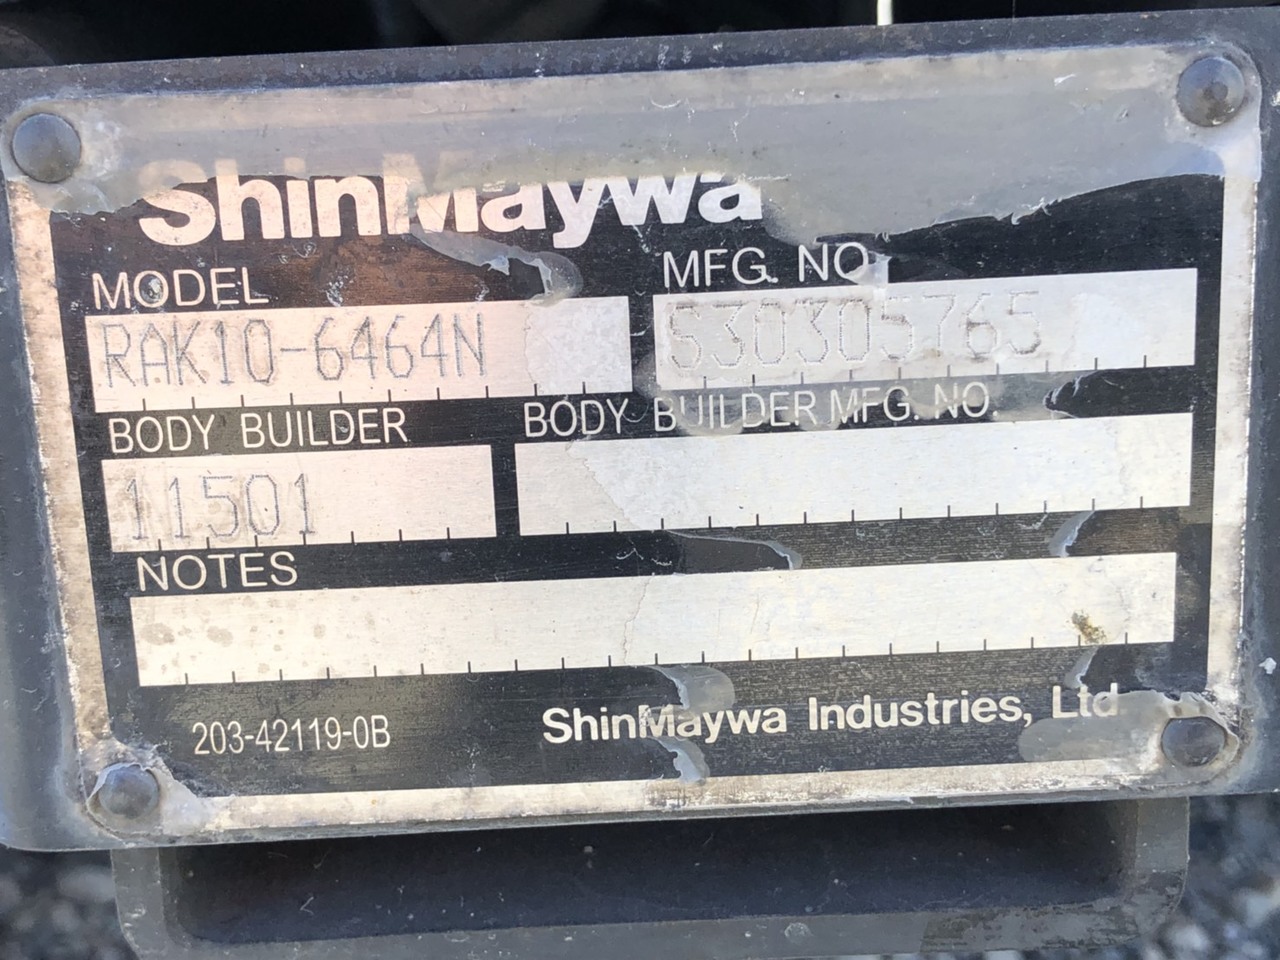 ShinMaywa
MODEL
MFG. NO
RAK10-6464N
S30305765
BODY BUILDER
BODY BUILDER MFG. NO.
11501
NOTES
203-42119-0B
ShinMaywa Industries, Ltd